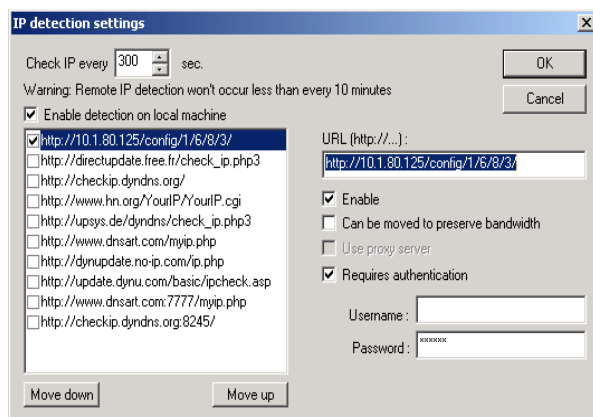 IP detection settings
Check IP every 300 sec.
Warning: Remote IP detection won't occur less than every 10 minutes
Enable detection on local machine
http://10.1.80.125/config/1/6/8/3/
http://directupdate.free.fr/check_ip.php3
http://checkip.dyndns.org/
http://www.hn.org/YourIP/YourIP.cgi
http://upsys.de/dyndns/check_ip.php3
http://www.dnsart.com/myip.php
http://dynupdate.no-ip.com/ip.php
http://update.dynu.com/basic/ipcheck.asp
http://www.dnsart.com:7777/myip.php
http://checkip.dyndns.org:8245/
Move down
Move up
OK
Cancel
URL (http://...) :
http://10.1.80.125/config/1/6/8/3/
Enable
Can be moved to preserve bandwidth
Use proxy server
Requires authentication
Username :
Password : xxxxxx